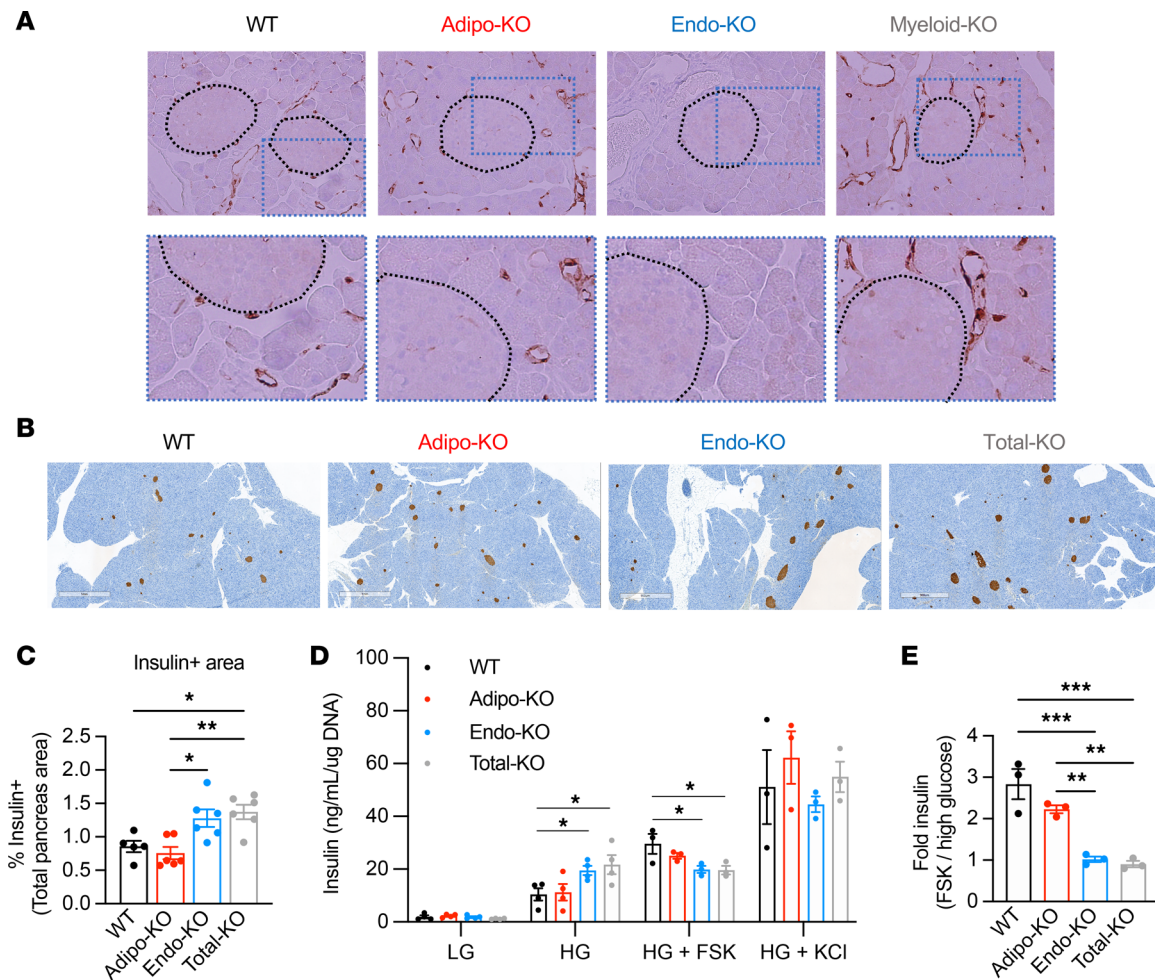 A
WT
Adipo-KO
Endo-KO
Myeloid-KO
B
WT
Adipo-KO
Endo-KO
Total-KO
C
Insulin+ area
% Insulin+
(Total pancreas area)
2.5
2.0
1.5
1.0
0.5
0.0
*
**
*
WT
Adipo-KO
Endo-KO
Total-KO
D
Insulin (ng/mL/ug DNA)
100
80
60
40
20
0
WT
Adipo-KO
Endo-KO
Total-KO
*
*
*
*
LG
HG
HG + FSK
HG + KCl
E
Fold insulin
(FSK / high glucose)
4
3
2
1
0
***
***
**
**
WT
Adipo-KO
Endo-KO
Total-KO